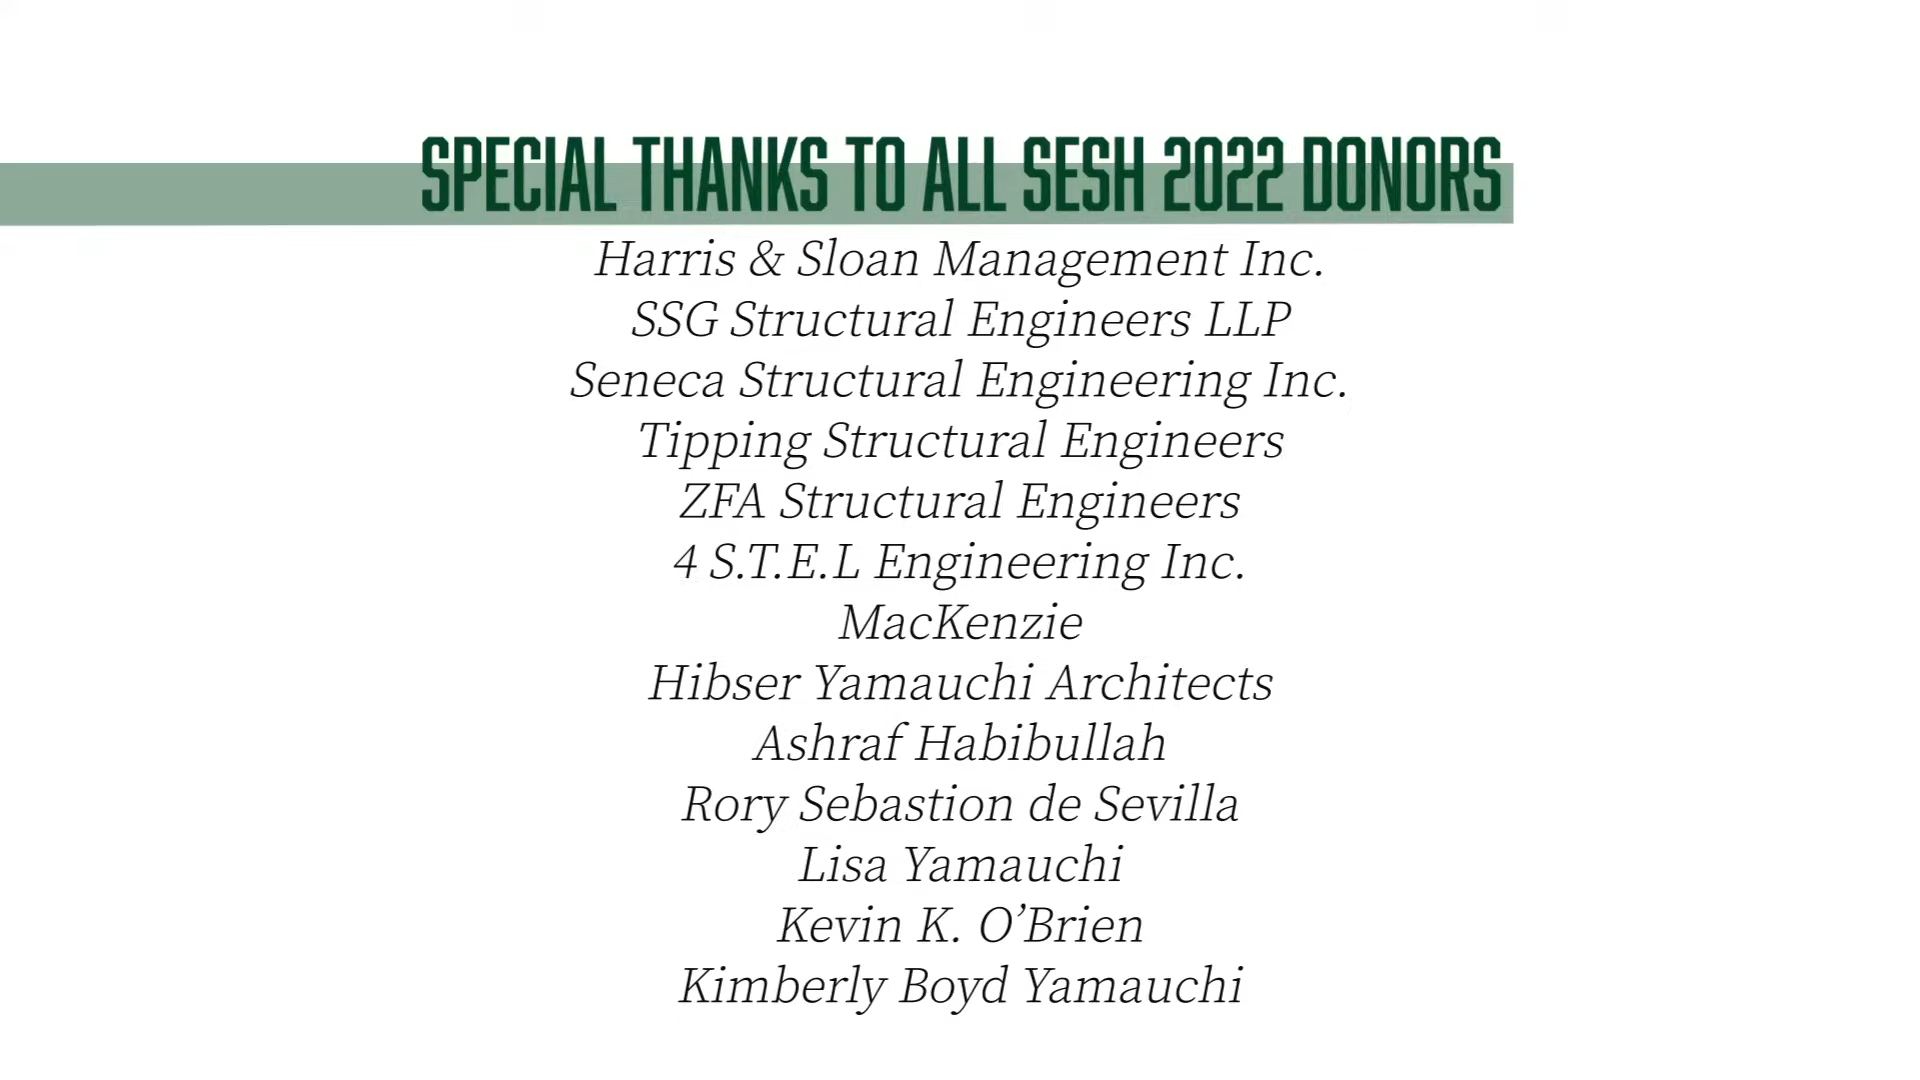 SPECIAL THANKS TO ALL SESH 2022 DONORS
Harris & Sloan Management Inc.
SSG Structural Engineers LLP
Seneca Structural Engineering Inc.
Tipping Structural Engineers
ZFA Structural Engineers
4 S.T.E.L Engineering Inc.
MacKenzie
Hibser Yamauchi Architects
Ashraf Habibullah
Rory Sebastion de Sevilla
Lisa Yamauchi
Kevin K. O’Brien
Kimberly Boyd Yamauchi